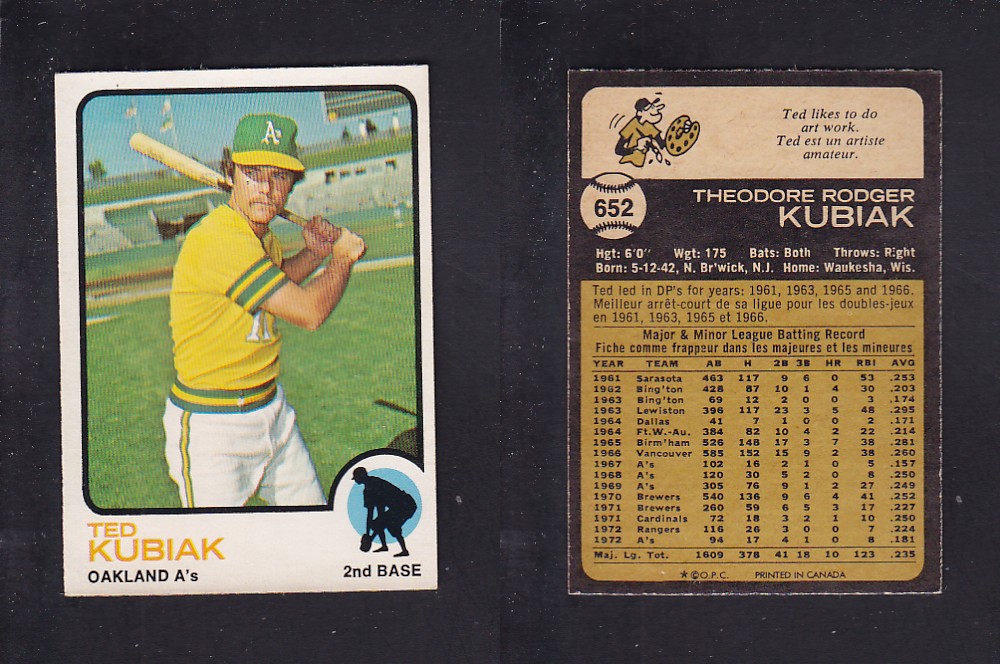 A's
TED
KUBIAK
OAKLAND A's
2nd BASE
Ted likes to do
art work.
Ted est un artiste
amateur.
652
THEODORE RODGER
KUBIAK
Hgt: 6'0" Wgt: 175 Bats: Both Throws: Right
Born: 5-12-42, N. Br'wick, N.J. Home: Waukesha, Wis.
Ted led in DP's for years: 1961, 1963, 1965 and 1966.
Meilleur arrêt-court de sa ligue pour les doubles-jeux
en 1961, 1963, 1965 et 1966.
Major & Minor League Batting Record
Fiche comme frappeur dans les majeures et les mineures
YEAR TEAM AB H 2B 3B HR RBI AVG
1961 Sarasota 463 117 9 6 0 53 .253
1962 Bing'ton 428 87 10 1 4 30 .203
1963 Bing'ton 69 12 2 0 0 3 .174
1963 Lewiston 396 117 23 3 5 48 .295
1964 Dallas 41 7 1 0 0 2 .171
1964 Ft.W.-Au. 384 82 10 4 2 22 .214
1965 Birm'ham 526 148 17 3 7 38 .281
1966 Vancouver 585 152 15 9 2 38 .260
1967 A's 102 16 2 1 0 5 .157
1968 A's 120 30 5 2 0 8 .250
1969 A's 305 76 9 1 2 27 .249
1970 Brewers 540 136 9 6 4 41 .252
1971 Brewers 260 59 6 5 3 17 .227
1971 Cardinals 72 18 3 2 1 10 .250
1972 Rangers 116 26 3 0 0 7 .224
1972 A's 94 17 4 1 0 8 .181
Maj. Lg. Tot. 1609 378 41 18 10 123 .235
★ © O.P.C. PRINTED IN CANADA